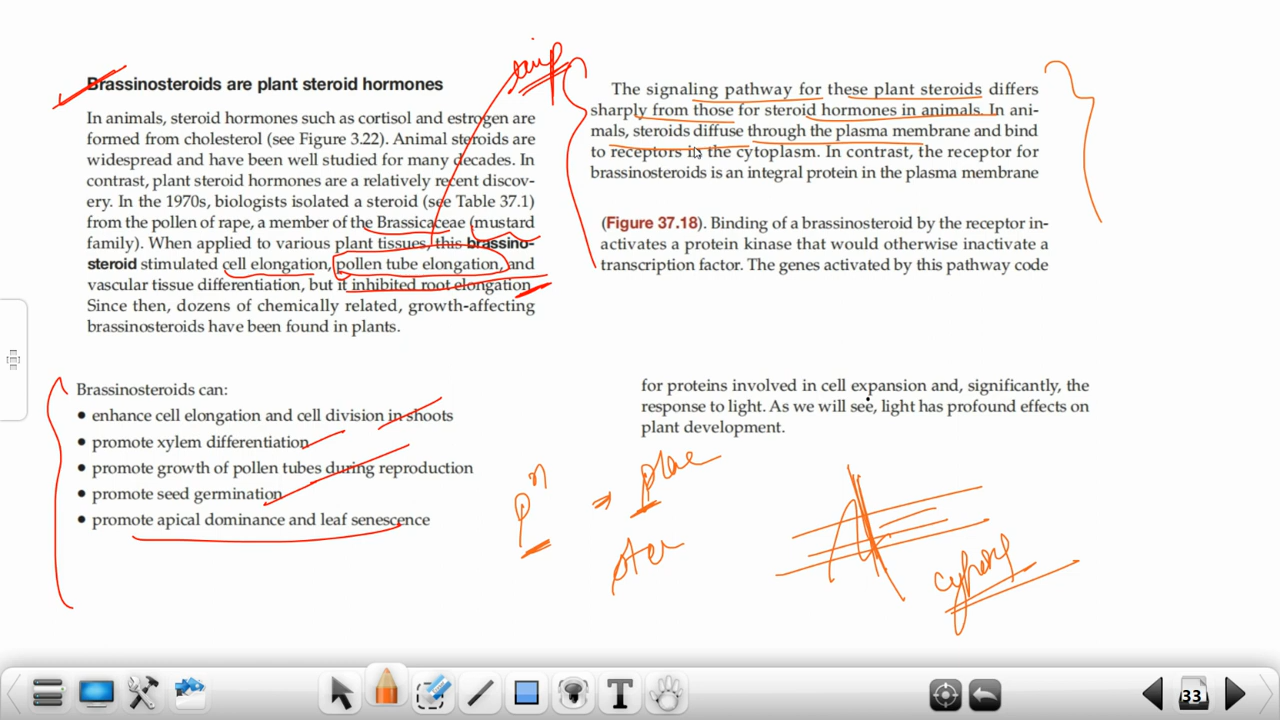 Brassinosteroids are plant steroid hormones
In animals, steroid hormones such as cortisol and estrogen are
formed from cholesterol (see Figure 3.22). Animal steroids are
widespread and have been well studied for many decades. In
contrast, plant steroid hormones are a relatively recent discov-
ery. In the 1970s, biologists isolated a steroid (see Table 37.1)
from the pollen of rape, a member of the Brassicaceae (mustard
family). When applied to various plant tissues, this brassino-
steroid stimulated cell elongation, pollen tube elongation, and
vascular tissue differentiation, but it inhibited root elongation.
Since then, dozens of chemically related, growth-affecting
brassinosteroids have been found in plants.
Brassinosteroids can:
• enhance cell elongation and cell division in shoots
• promote xylem differentiation
• promote growth of pollen tubes during reproduction
• promote seed germination
• promote apical dominance and leaf senescence
The signaling pathway for these plant steroids differs
sharply from those for steroid hormones in animals. In ani-
mals, steroids diffuse through the plasma membrane and bind
to receptors in the cytoplasm. In contrast, the receptor for
brassinosteroids is an integral protein in the plasma membrane
(Figure 37.18). Binding of a brassinosteroid by the receptor in-
activates a protein kinase that would otherwise inactivate a
transcription factor. The genes activated by this pathway code
for proteins involved in cell expansion and, significantly, the
response to light. As we will see, light has profound effects on
plant development.
33